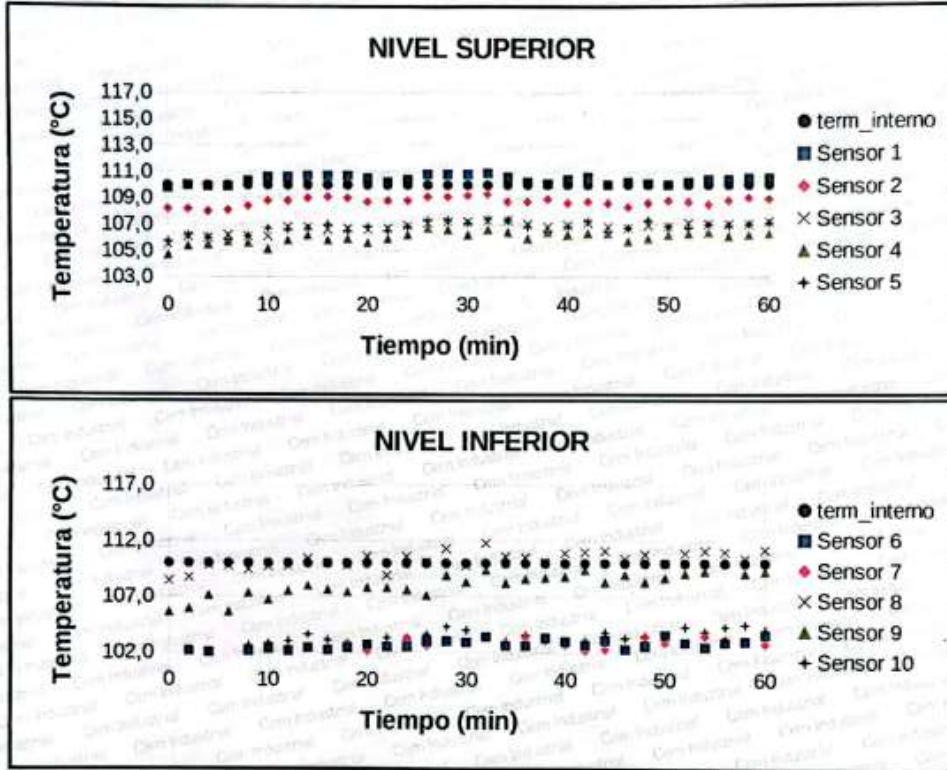 NIVEL SUPERIOR
Temperatura (°C)
117,0
115,0
113,0
111,0
109,0
107,0
105,0
103,0
0 10 20 30 40 50 60
Tiempo (min)
term_interno
Sensor 1
Sensor 2
Sensor 3
Sensor 4
Sensor 5
NIVEL INFERIOR
Temperatura (°C)
117,0
112,0
107,0
102,0
0 10 20 30 40 50 60
Tiempo (min)
term_interno
Sensor 6
Sensor 7
Sensor 8
Sensor 9
Sensor 10